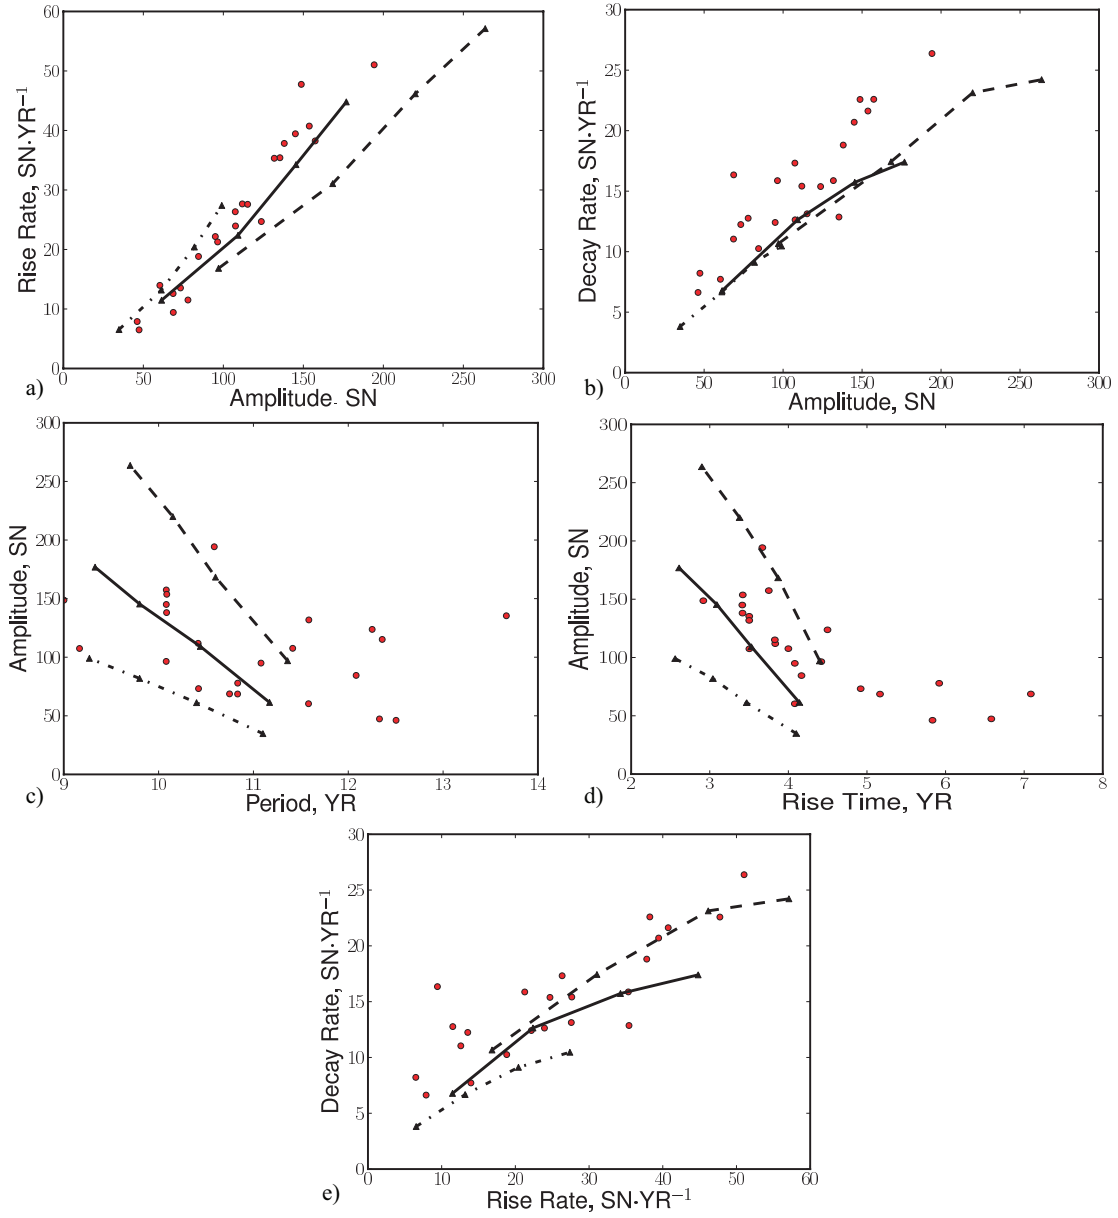 60
50
40
30
20
10
0
0 50 100 150 200 250 300
Rise Rate, SN·YR⁻¹
a) Amplitude. SN
30
25
20
15
10
5
0
0 50 100 150 200 250 300
Decay Rate, SN·YR⁻¹
b) Amplitude, SN
300
250
200
150
100
50
0
9 10 11 12 13 14
Amplitude, SN
c) Period, YR
300
250
200
150
100
50
0
2 3 4 5 6 7 8
Amplitude, SN
d) Rise Time, YR
30
25
20
15
10
5
0
0 10 20 30 40 50 60
Decay Rate, SN·YR⁻¹
e) Rise Rate, SN·YR⁻¹